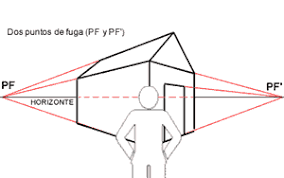 Dos puntos de fuga (PF y PF')
PF
PF'
HORIZONTE